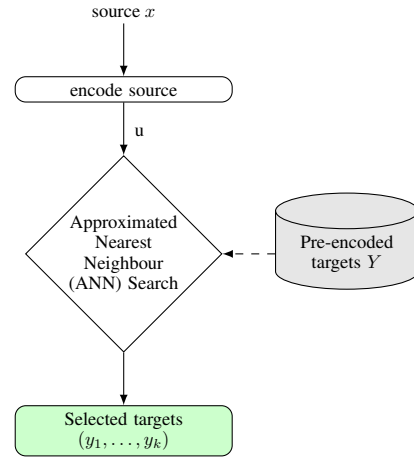 source x
encode source
u
Approximated
Nearest
Neighbour
(ANN) Search
Pre-encoded
targets Y
Selected targets
(y₁, . . . , yₖ)